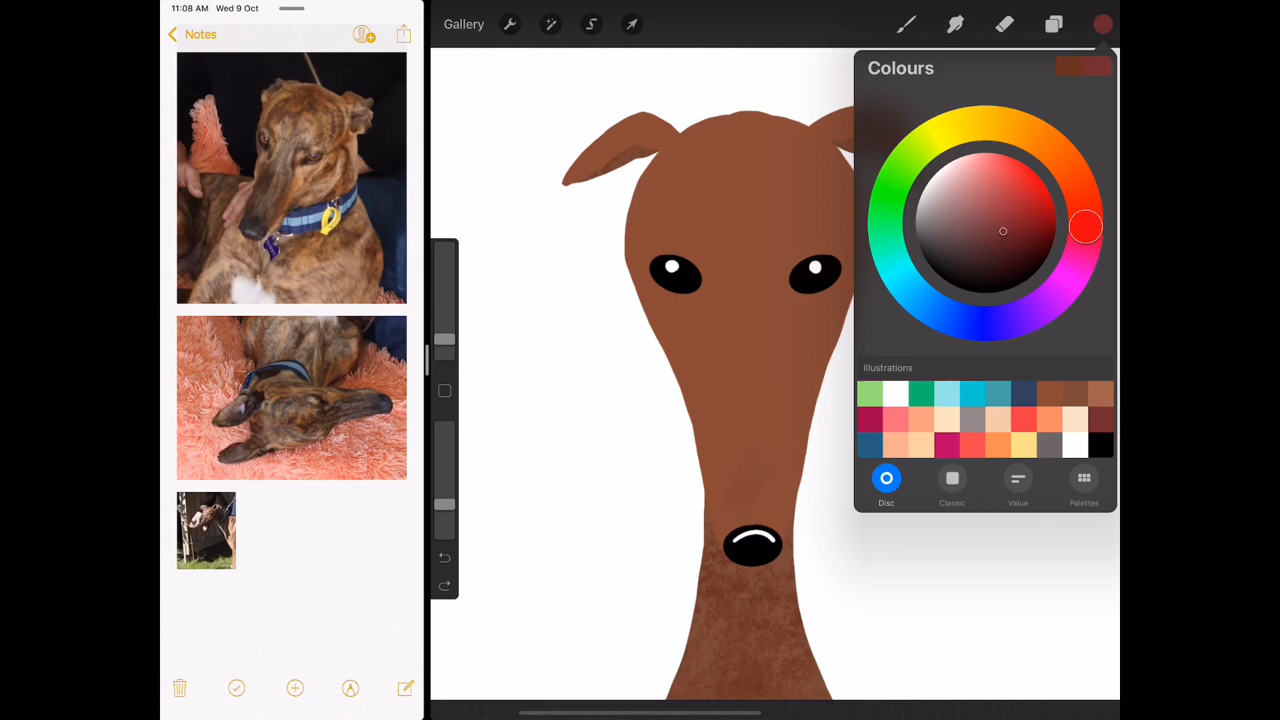 11:08 AM Wed 9 Oct
Notes
Gallery
Colours
Illustrations
Disc
Classic
Value
Palettes